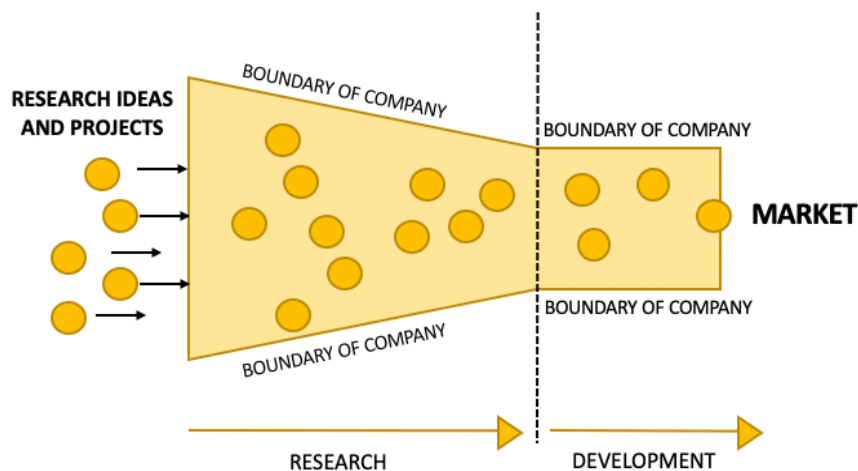 BOUNDARY OF COMPANY
RESEARCH IDEAS
AND PROJECTS
BOUNDARY OF COMPANY
MARKET
BOUNDARY OF COMPANY
BOUNDARY OF COMPANY
RESEARCH
DEVELOPMENT